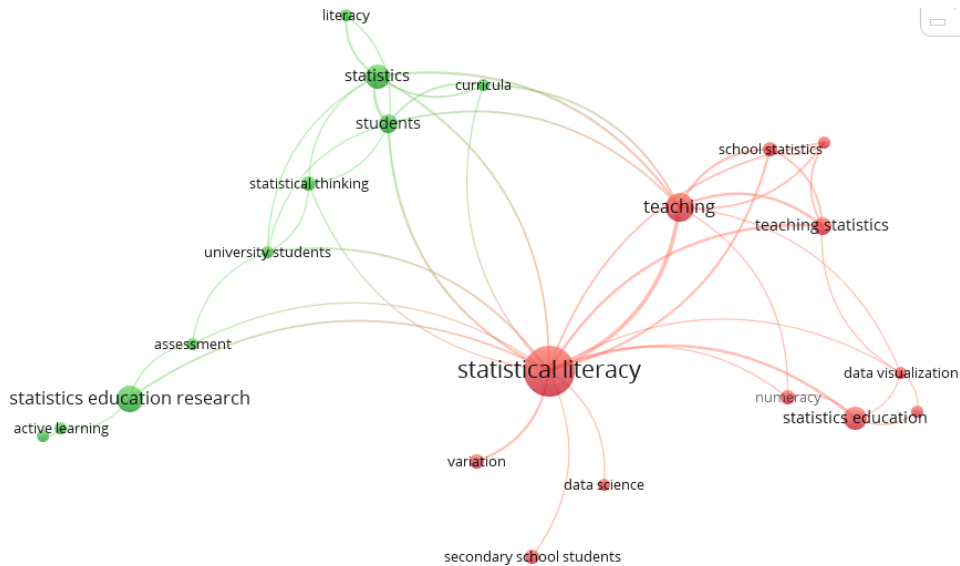 literacy
statistics
curricula
students
school statistics
statistical thinking
teaching
teaching statistics
university students
assessment
statistical literacy
data visualization
statistics education research
numeracy
statistics education
active learning
variation
data science
secondary school students